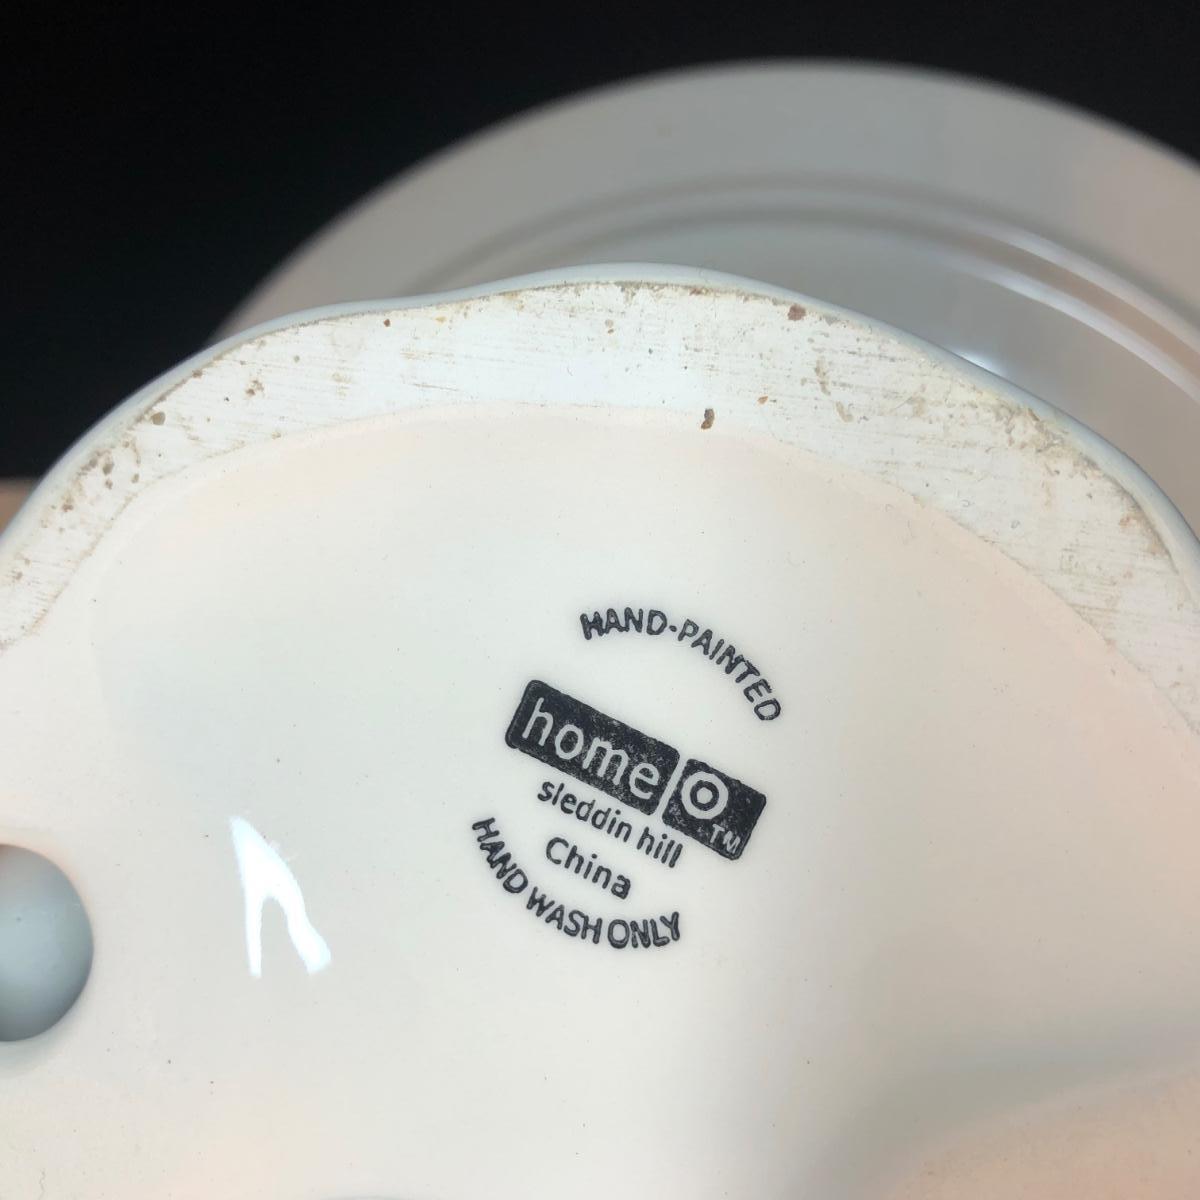 HAND-PAINTED
home TM
sleddin hill
China
HAND WASH ONLY